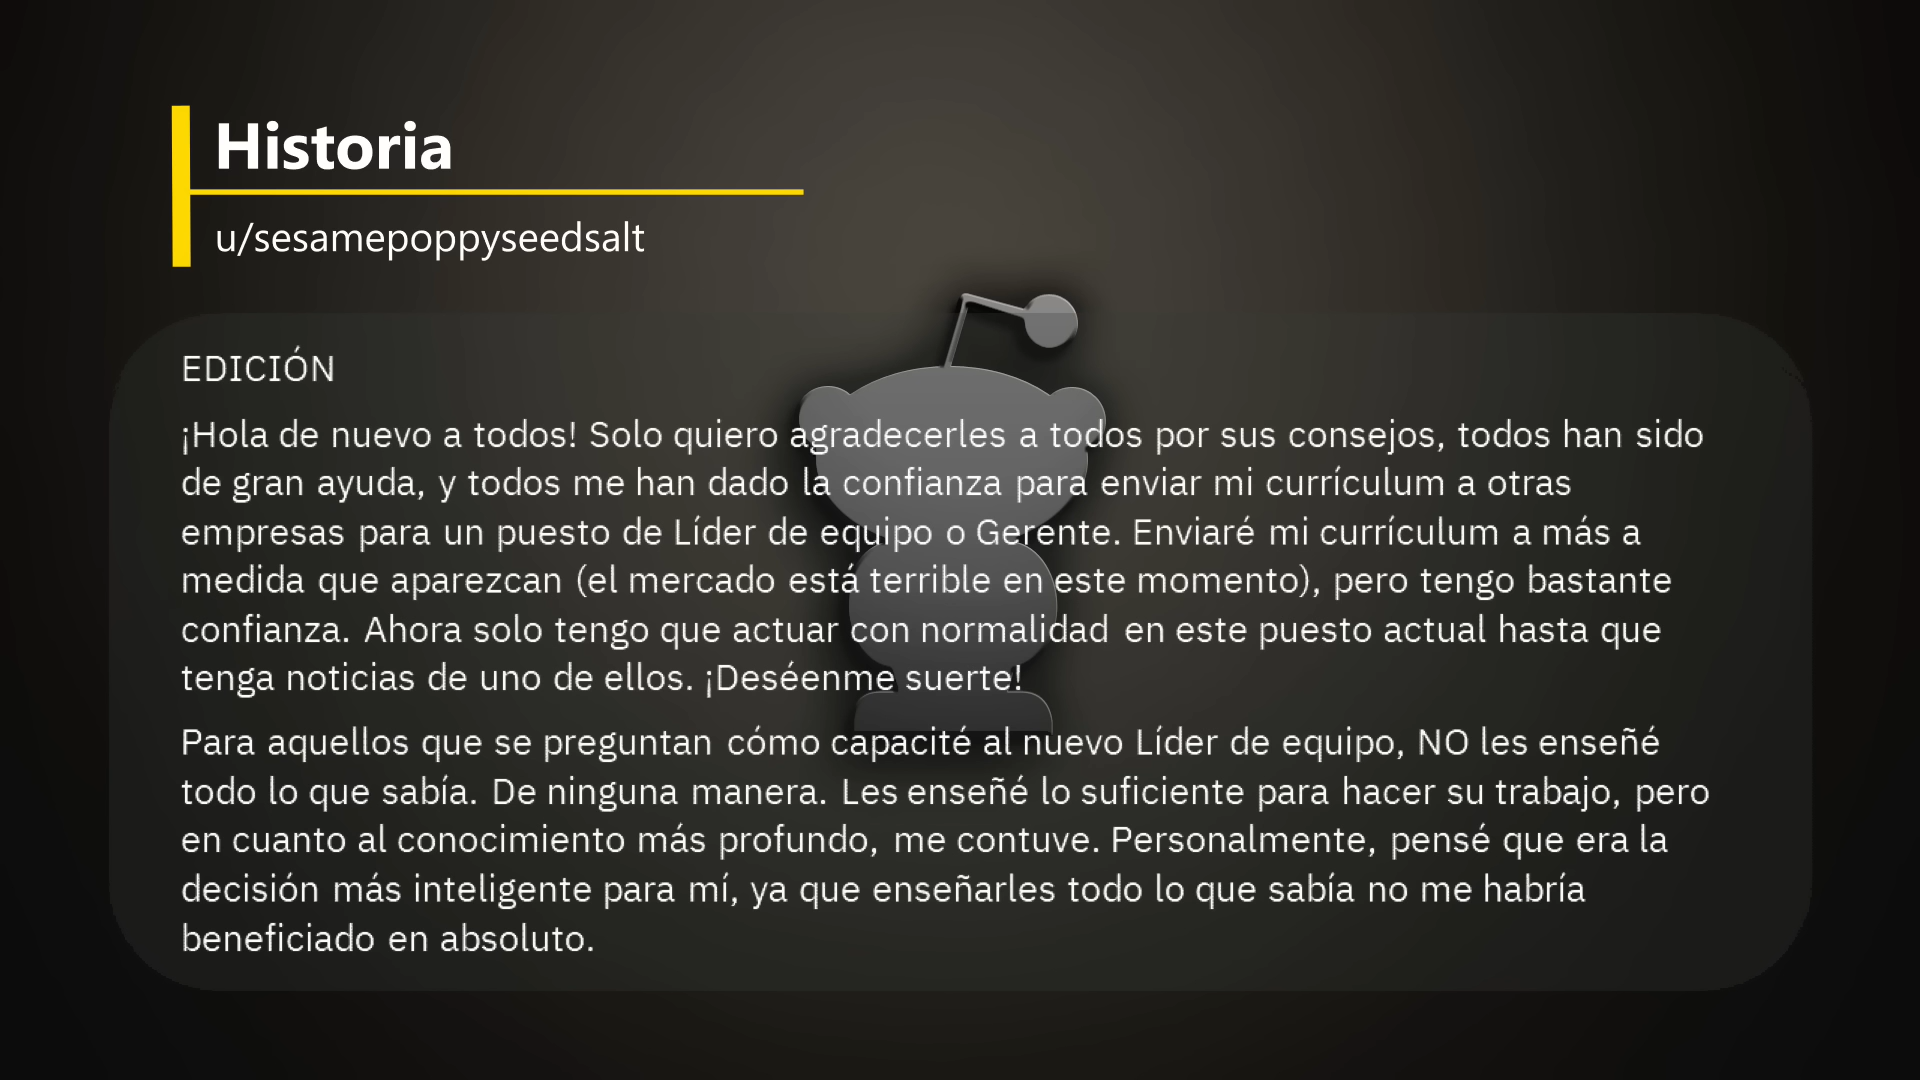 Historia
u/sesamepoppyseedsalt
EDICIÓN
¡Hola de nuevo a todos! Solo quiero agradecerles a todos por sus consejos, todos han sido
de gran ayuda, y todos me han dado la confianza para enviar mi currículum a otras
empresas para un puesto de Líder de equipo o Gerente. Enviaré mi currículum a más a
medida que aparezcan (el mercado está terrible en este momento), pero tengo bastante
confianza. Ahora solo tengo que actuar con normalidad en este puesto actual hasta que
tenga noticias de uno de ellos. ¡Deséenme suerte!
Para aquellos que se preguntan cómo capacité al nuevo Líder de equipo, NO les enseñé
todo lo que sabía. De ninguna manera. Les enseñé lo suficiente para hacer su trabajo, pero
en cuanto al conocimiento más profundo, me contuve. Personalmente, pensé que era la
decisión más inteligente para mí, ya que enseñarles todo lo que sabía no me habría
beneficiado en absoluto.